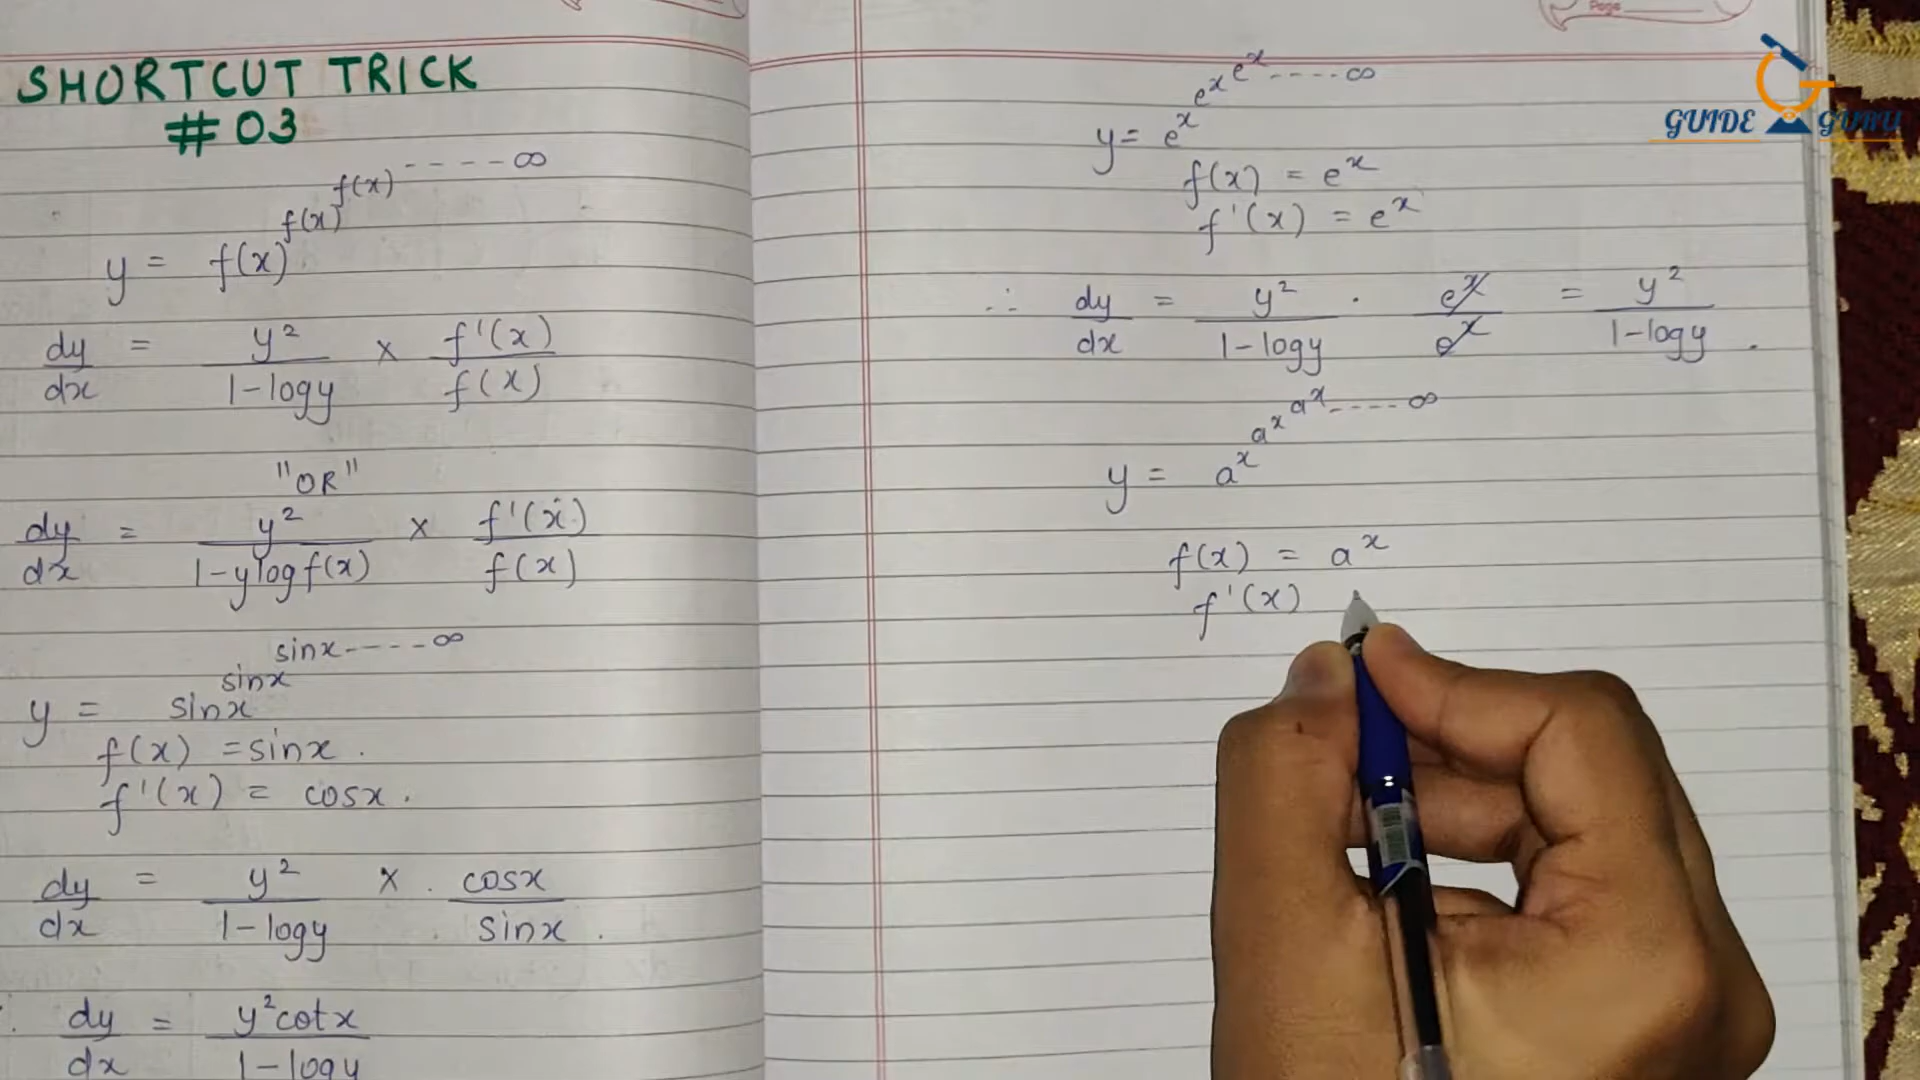 SHORTCUT TRICK
# 03
y = f(x)^f(x)^f(x)^-----∞
dy/dx = y²/(1-logy) × f'(x)/f(x)
"OR"
dy/dx = y²/(1-ylogf(x)) × f'(x)/f(x)
y = sinx^sinx^sinx^----∞
f(x) = sinx.
f'(x) = cosx.
dy/dx = y²/(1-logy) × cosx/sinx.
dy/dx = y²cotx/(1-logy
Page
y = e^x^e^x^e^x^----∞
f(x) = e^x
f'(x) = e^x
∴ dy/dx = y²/(1-logy) · e^x/e^x = y²/(1-logy).
y = a^x^a^x^a^x^----∞
f(x) = a^x
f'(x)
GUIDE GURU